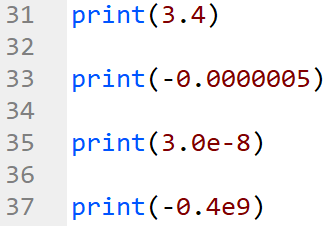 31 print(3.4)
32
33 print(-0.0000005)
34
35 print(3.0e-8)
36
37 print(-0.4e9)